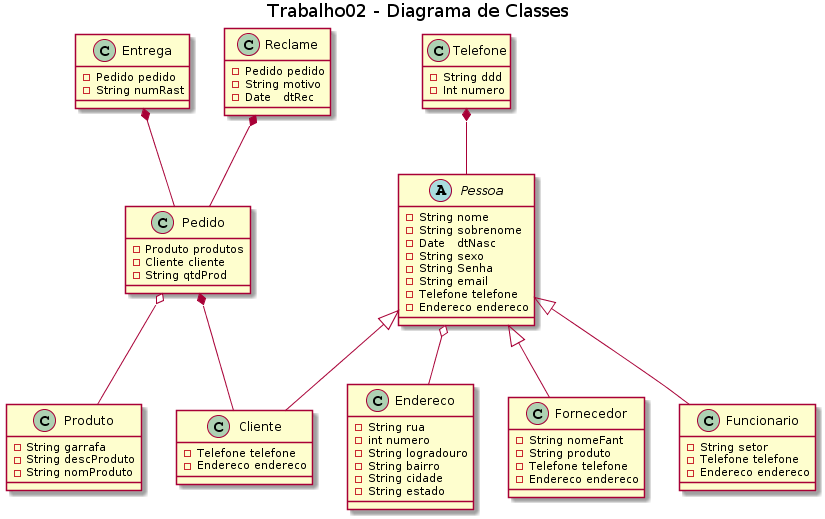 Trabalho02 - Diagrama de Classes
C Entrega
Pedido pedido
String numRast
C Reclame
Pedido pedido
String motivo
Date dtRec
C Telefone
String ddd
Int numero
C Pedido
Produto produtos
Cliente cliente
String qtdProd
A Pessoa
String nome
String sobrenome
Date dtNasc
String sexo
String Senha
String email
Telefone telefone
Endereco endereco
C Produto
String garrafa
String descProduto
String nomProduto
C Cliente
Telefone telefone
Endereco endereco
C Endereco
String rua
int numero
String logradouro
String bairro
String cidade
String estado
C Fornecedor
String nomeFant
String produto
Telefone telefone
Endereco endereco
C Funcionario
String setor
Telefone telefone
Endereco endereco